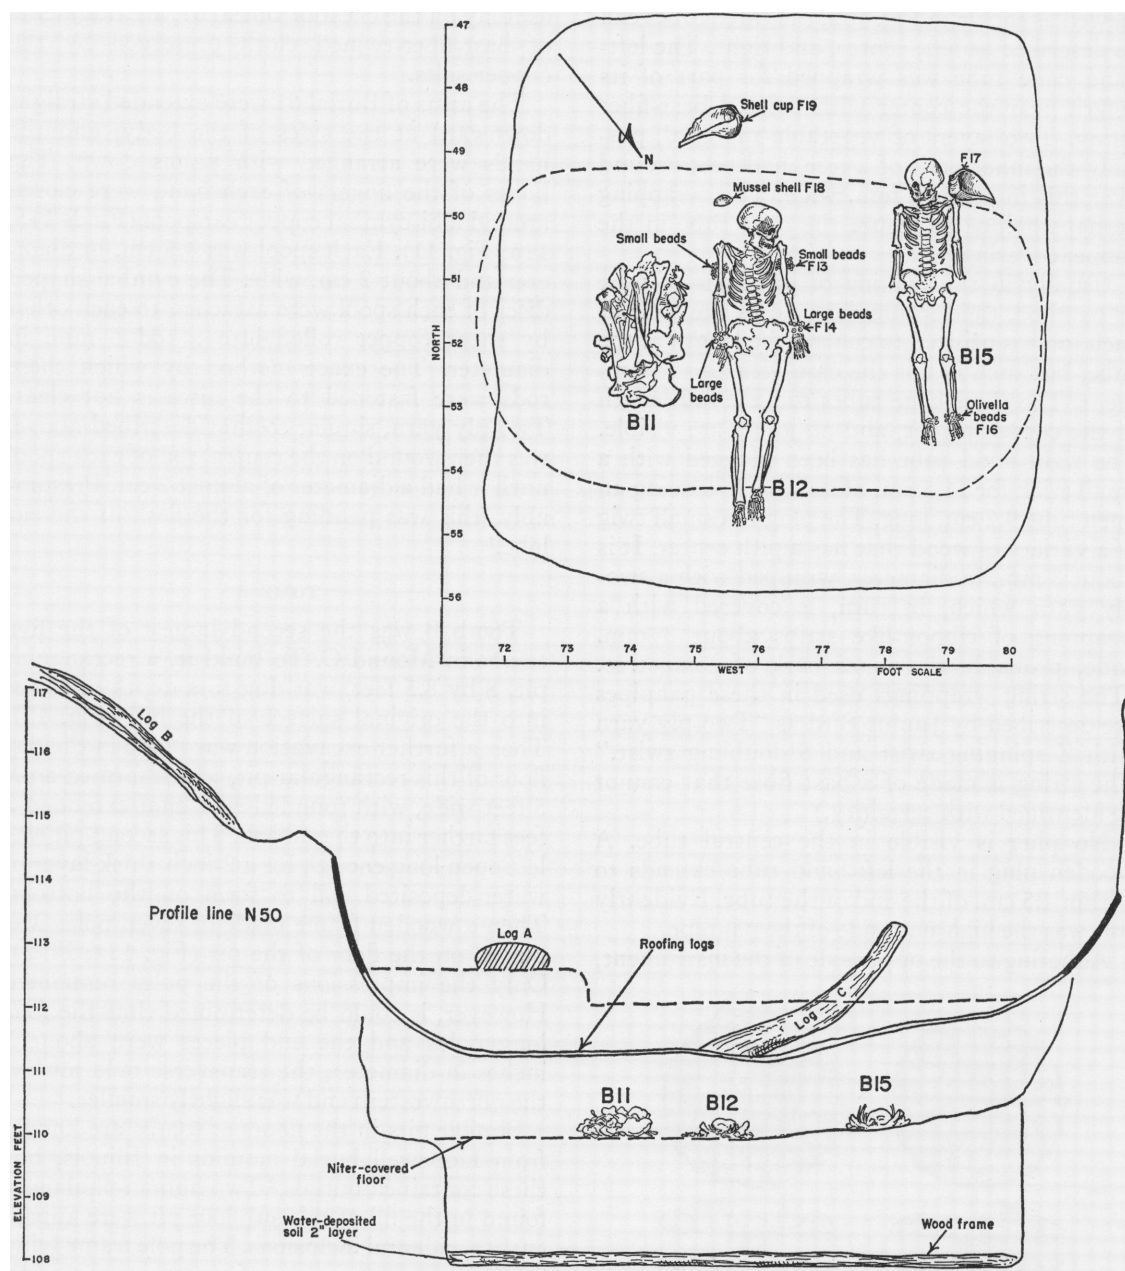 47
48
Shell cup F19
49
N
F17
Mussel shell F18
50
Small beads
Small beads
F13
51
Large beads
F14
NORTH
52
B15
Large
beads
53
Olivella
beads
F16
B11
54
B12
55
56
72
73
74
75
76
77
78
79
80
WEST
FOOT SCALE
117
Log B
116
115
114
Profile line N50
113
Log A
Roofing logs
112
Log C
111
B11
B12
B15
110
Niter-covered
floor
ELEVATION FEET
109
Water-deposited
soil 2" layer
Wood frame
108